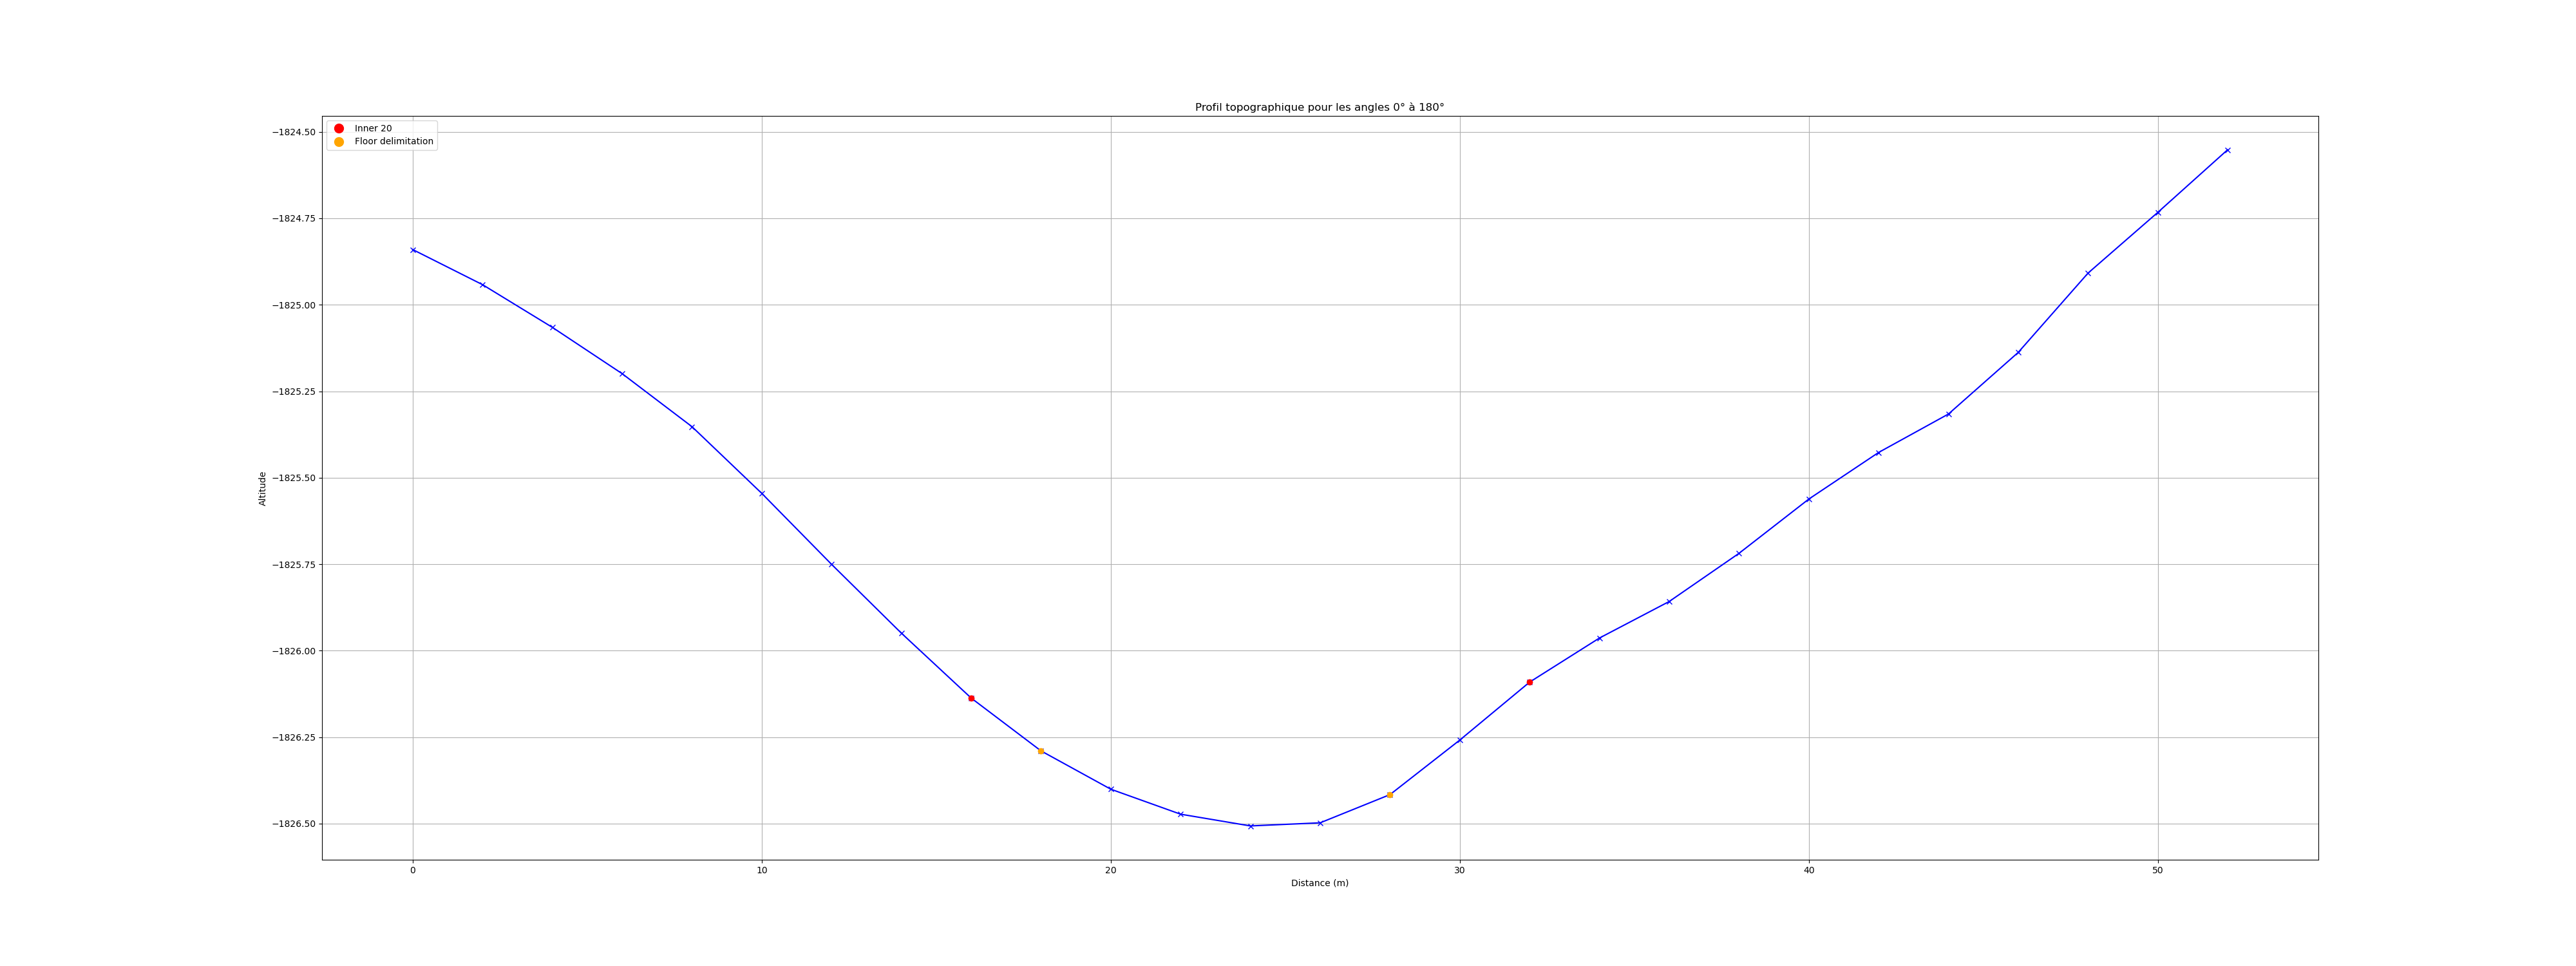 Profil topographique pour les angles 0° à 180°
Inner 20
Floor delimitation
−1824.50
−1824.75
−1825.00
−1825.25
−1825.50
−1825.75
−1826.00
−1826.25
−1826.50
Altitude
0 10 20 30 40 50
Distance (m)